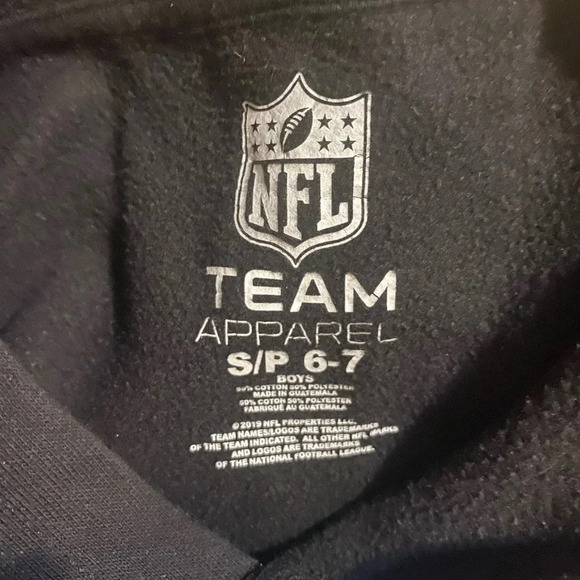 NFL
TEAM
APPAREL
S/P 6-7
BOYS
50% COTTON 50% POLYESTER
MADE IN GUATEMALA
50% COTON 50% POLYESTER
FABRIQUÉ AU GUATEMALA
© 2019 NFL PROPERTIES LLC.
TEAM NAMES/LOGOS ARE TRADEMARKS
OF THE TEAM INDICATED. ALL OTHER NFL MARKS
AND LOGOS ARE TRADEMARKS
OF THE NATIONAL FOOTBALL LEAGUE.